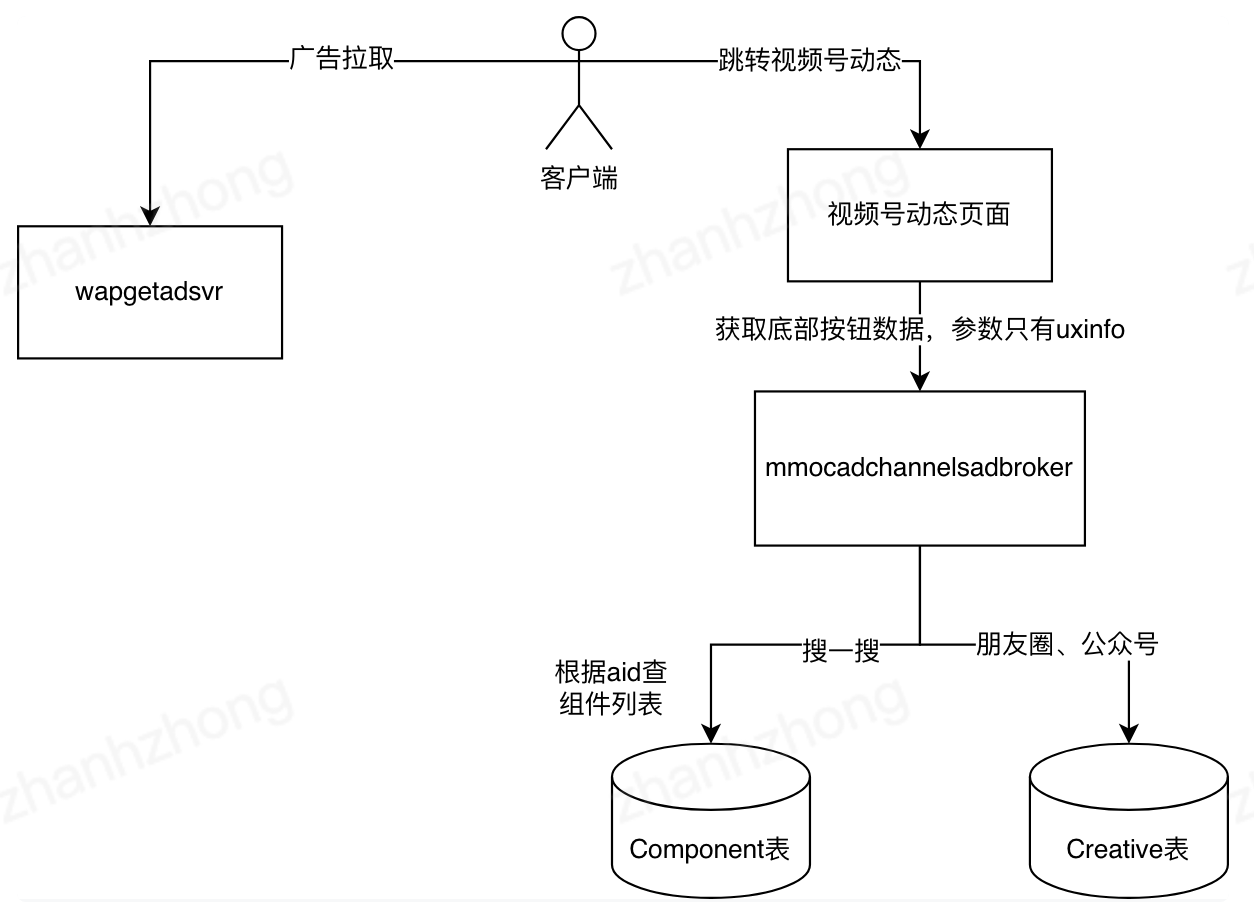 广告拉取
跳转视频号动态
客户端
视频号动态页面
wapgetadsvr
获取底部按钮数据，参数只有uxinfo
mmocadchannelsadbroker
搜一搜
朋友圈、公众号
根据aid查
组件列表
Component表
Creative表
zhanhzhong
zhanhzhong
zhanhzhong
zhanhzhong